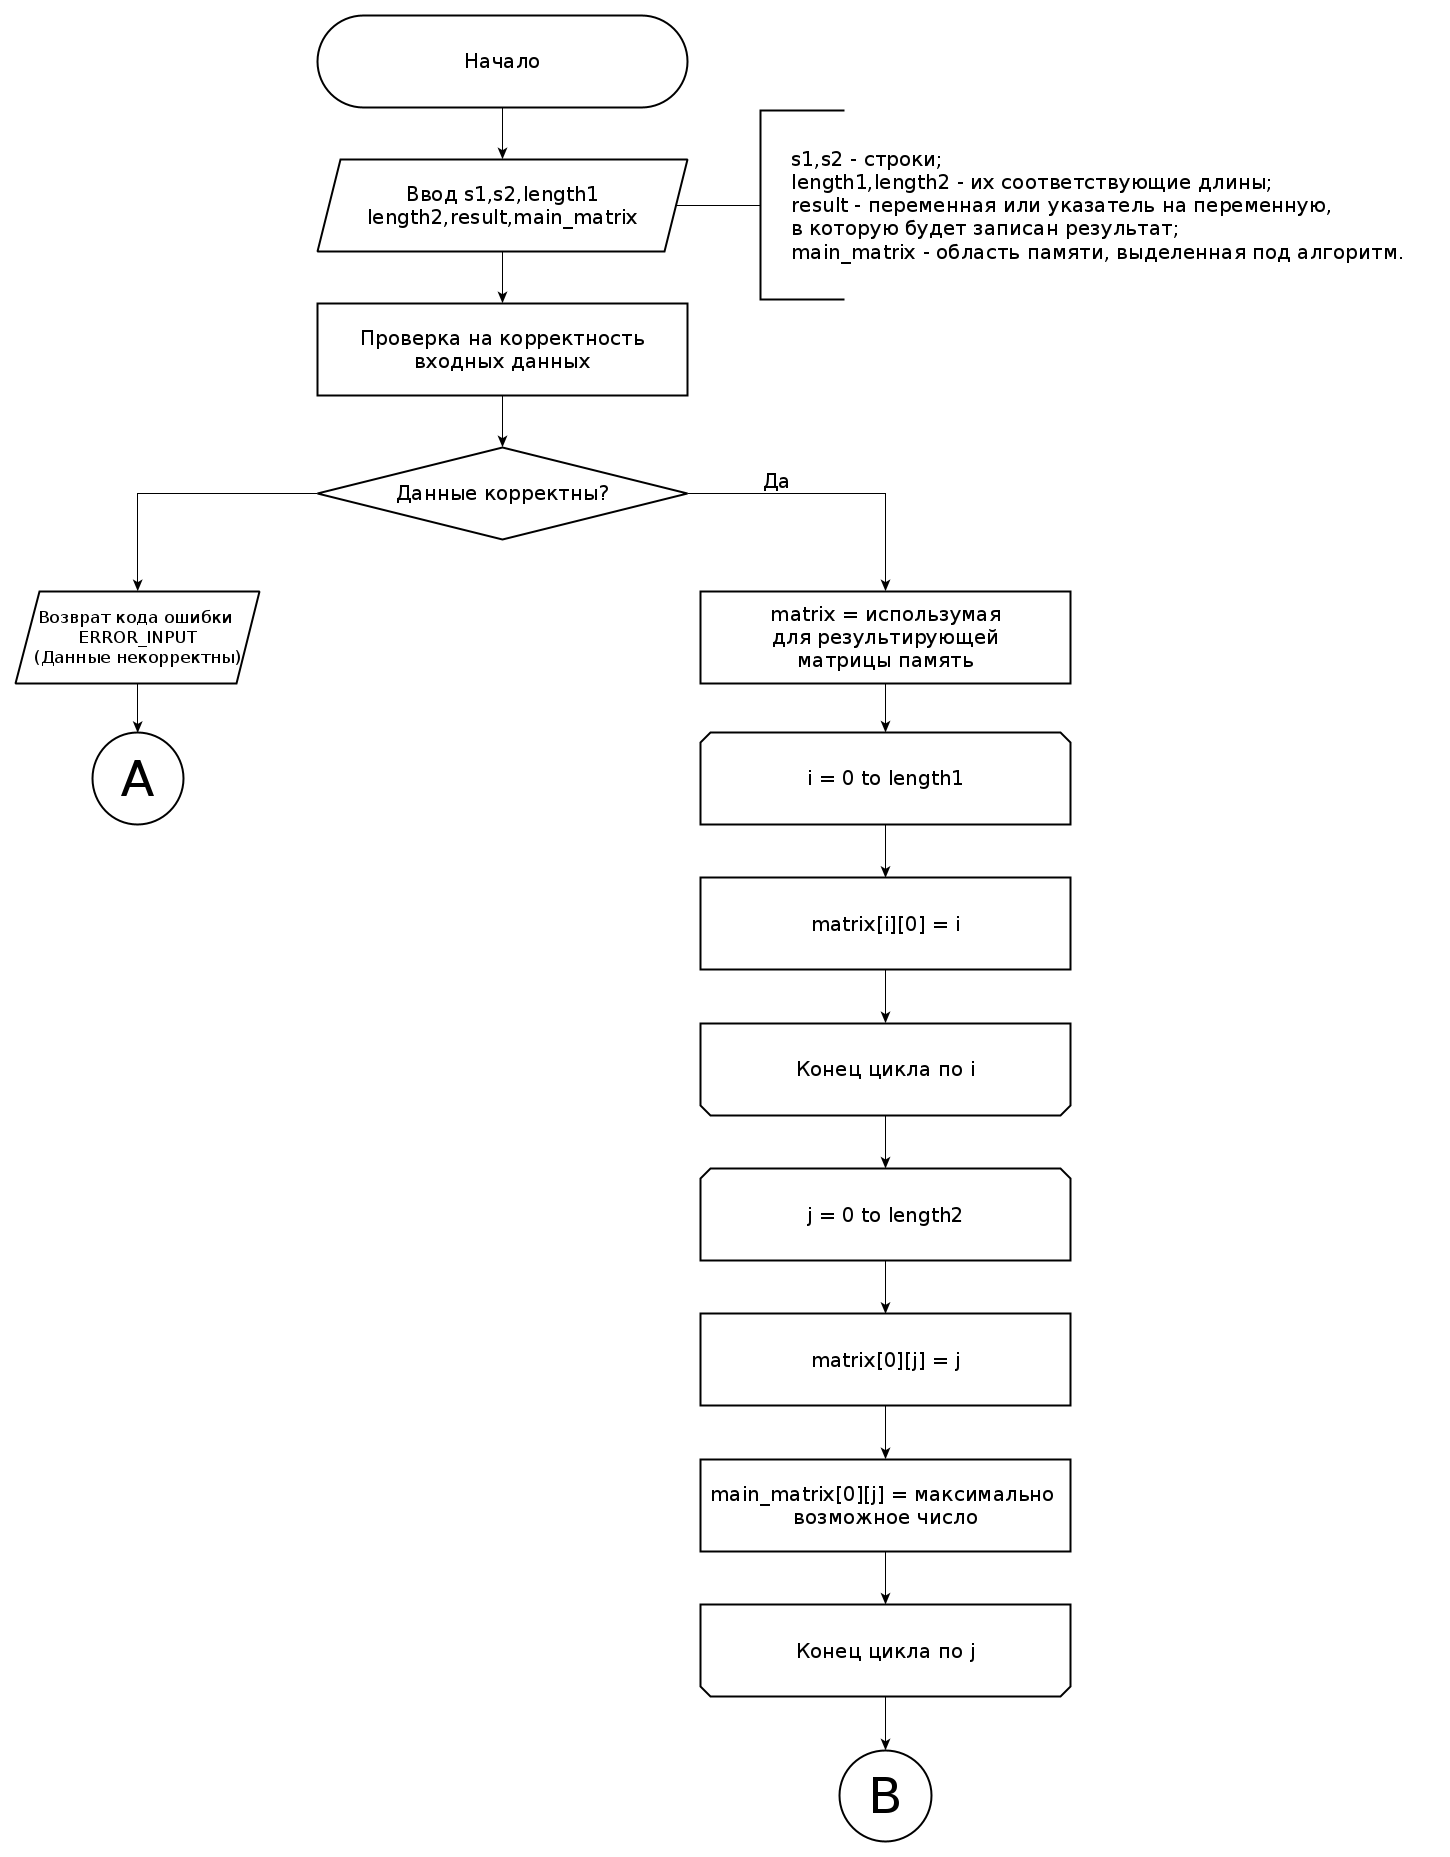 Начало
Ввод s1,s2,length1
length2,result,main_matrix
s1,s2 - строки;
length1,length2 - их соответствующие длины;
result - переменная или указатель на переменную,
в которую будет записан результат;
main_matrix - область памяти, выделенная под алгоритм.
Проверка на корректность
входных данных
Данные корректны?
Да
Возврат кода ошибки
ERROR_INPUT
(Данные некорректны)
A
matrix = использумая
для результирующей
матрицы память
i = 0 to length1
matrix[i][0] = i
Конец цикла по i
j = 0 to length2
matrix[0][j] = j
main_matrix[0][j] = максимально
возможное число
Конец цикла по j
B